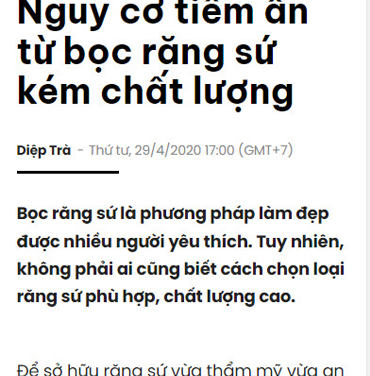 Nguy cơ tiềm ẩn
từ bọc răng sứ
kém chất lượng
Diệp Trà - Thứ tư, 29/4/2020 17:00 (GMT+7)
Bọc răng sứ là phương pháp làm đẹp
được nhiều người yêu thích. Tuy nhiên,
không phải ai cũng biết cách chọn loại
răng sứ phù hợp, chất lượng cao.
Để sở hữu răng sứ vừa thẩm mỹ vừa an